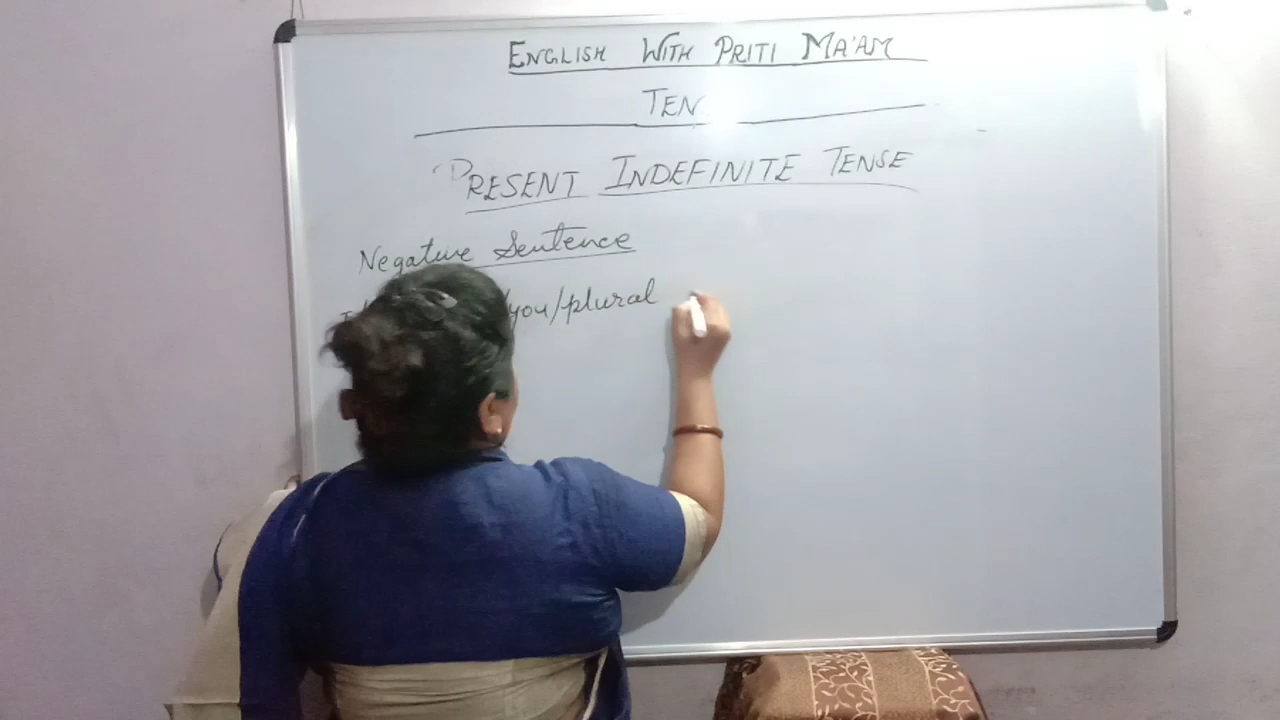 ENGLISH WITH PRITI MA'AM
TEN
PRESENT INDEFINITE TENSE
Negative Sentence
/you/plural